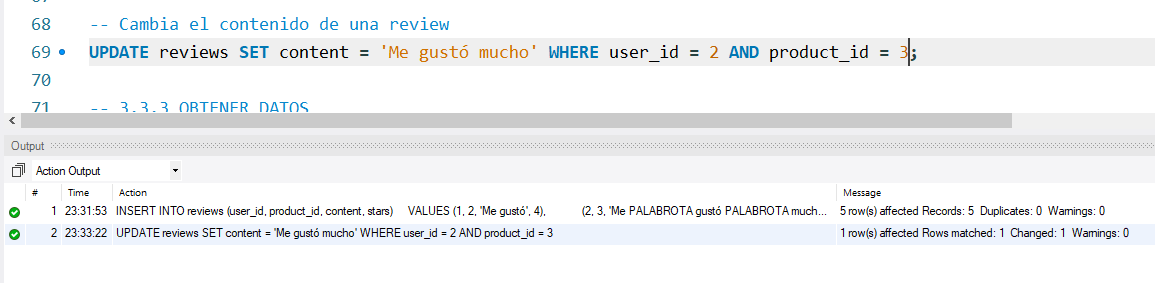 68 -- Cambia el contenido de una review
69 UPDATE reviews SET content = 'Me gustó mucho' WHERE user_id = 2 AND product_id = 3;
70
71 -- 3.3.3 OBTENER DATOS
Output
Action Output
# Time Action Message
1 23:31:53 INSERT INTO reviews (user_id, product_id, content, stars) VALUES (1, 2, 'Me gustó', 4), (2, 3, 'Me PALABROTA gustó PALABROTA much... 5 row(s) affected Records: 5 Duplicates: 0 Warnings: 0
2 23:33:22 UPDATE reviews SET content = 'Me gustó mucho' WHERE user_id = 2 AND product_id = 3 1 row(s) affected Rows matched: 1 Changed: 1 Warnings: 0